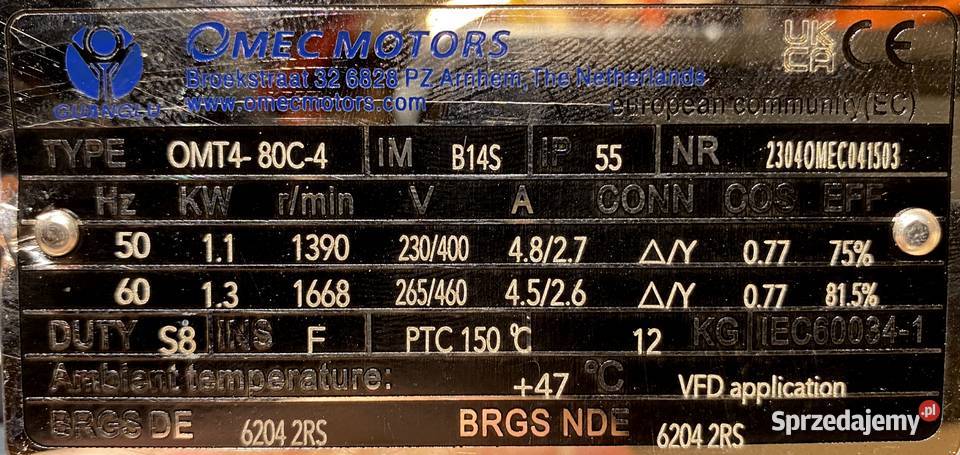 OMEC MOTORS
Broekstraat 32 6828 PZ Arnhem, The Netherlands
GUANGLU www.omecmotors.com
UK CA CE
european community(EC)
TYPE OMT4-80C-4 IM B14S IP 55 NR 2304OMEC041503
Hz KW r/min V A CONN COS EFF
50 1.1 1390 230/400 4.8/2.7 Δ/Y 0.77 75%
60 1.3 1668 265/460 4.5/2.6 Δ/Y 0.77 81.5%
DUTY S8 INS F PTC 150 ℃ 12 KG IEC60034-1
Ambient temperature: +47 ℃ VFD application
BRGS DE 6204 2RS BRGS NDE 6204 2RS
Sprzedajemy.pl